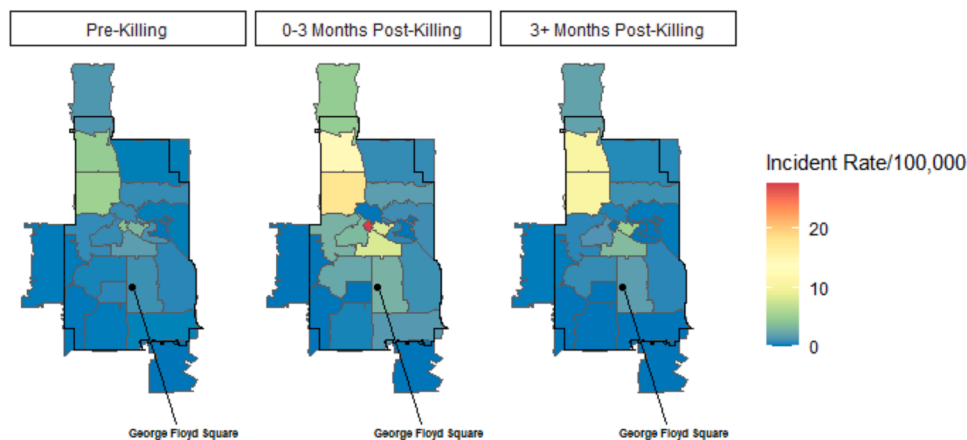 Pre-Killing
0-3 Months Post-Killing
3+ Months Post-Killing
Incident Rate/100,000
20
10
0
George Floyd Square
George Floyd Square
George Floyd Square